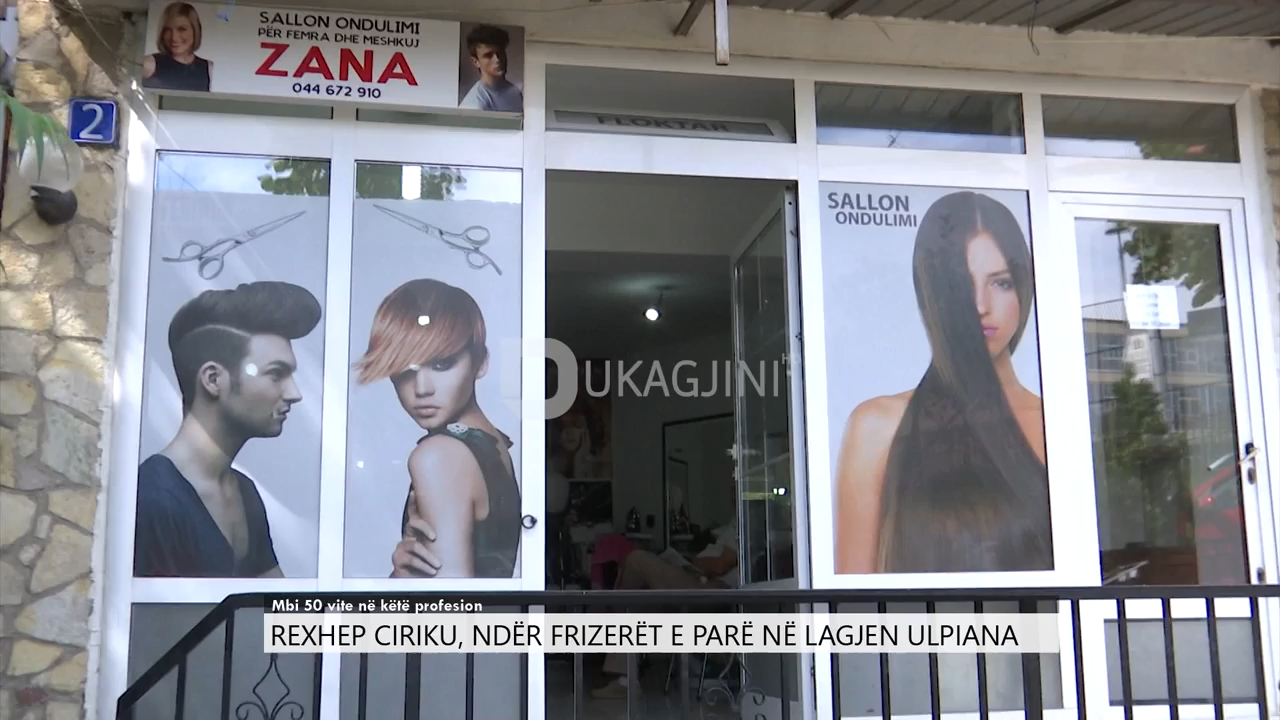 SALLON ONDULIMI
PËR FEMRA DHE MESHKUJ
ZANA
044 672 910
2
FLOKTAR
SALLON
ONDULIMI
DUKAGJINI
Mbi 50 vite në këtë profesion
REXHEP CIRIKU, NDËR FRIZERËT E PARË NË LAGJEN ULPIANA